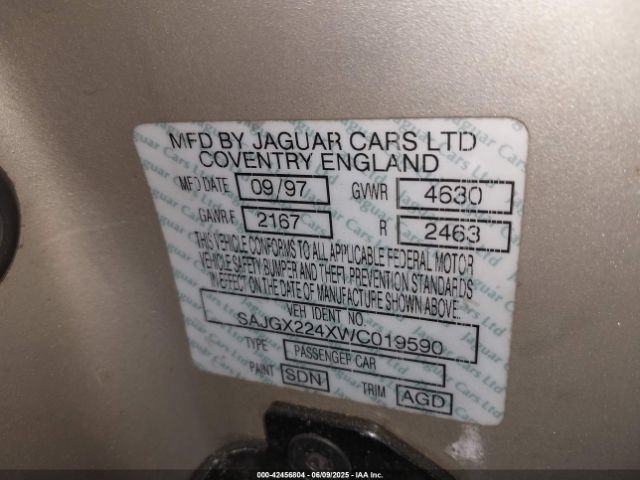 MFD BY JAGUAR CARS LTD
COVENTRY ENGLAND
MFD DATE 09/97 GVWR 4630
GAWR F 2167 R 2463
THIS VEHICLE CONFORMS TO ALL APPLICABLE FEDERAL MOTOR
VEHICLE SAFETY BUMPER AND THEFT PREVENTION STANDARDS
IN EFFECT ON THE DATE OF MANUFACTURE SHOWN ABOVE.
VEH IDENT NO.
SAJGX224XWC019590
TYPE PASSENGER CAR
PAINT SDN TRIM AGD
000-42456804 - 06/09/2025 - IAA Inc.